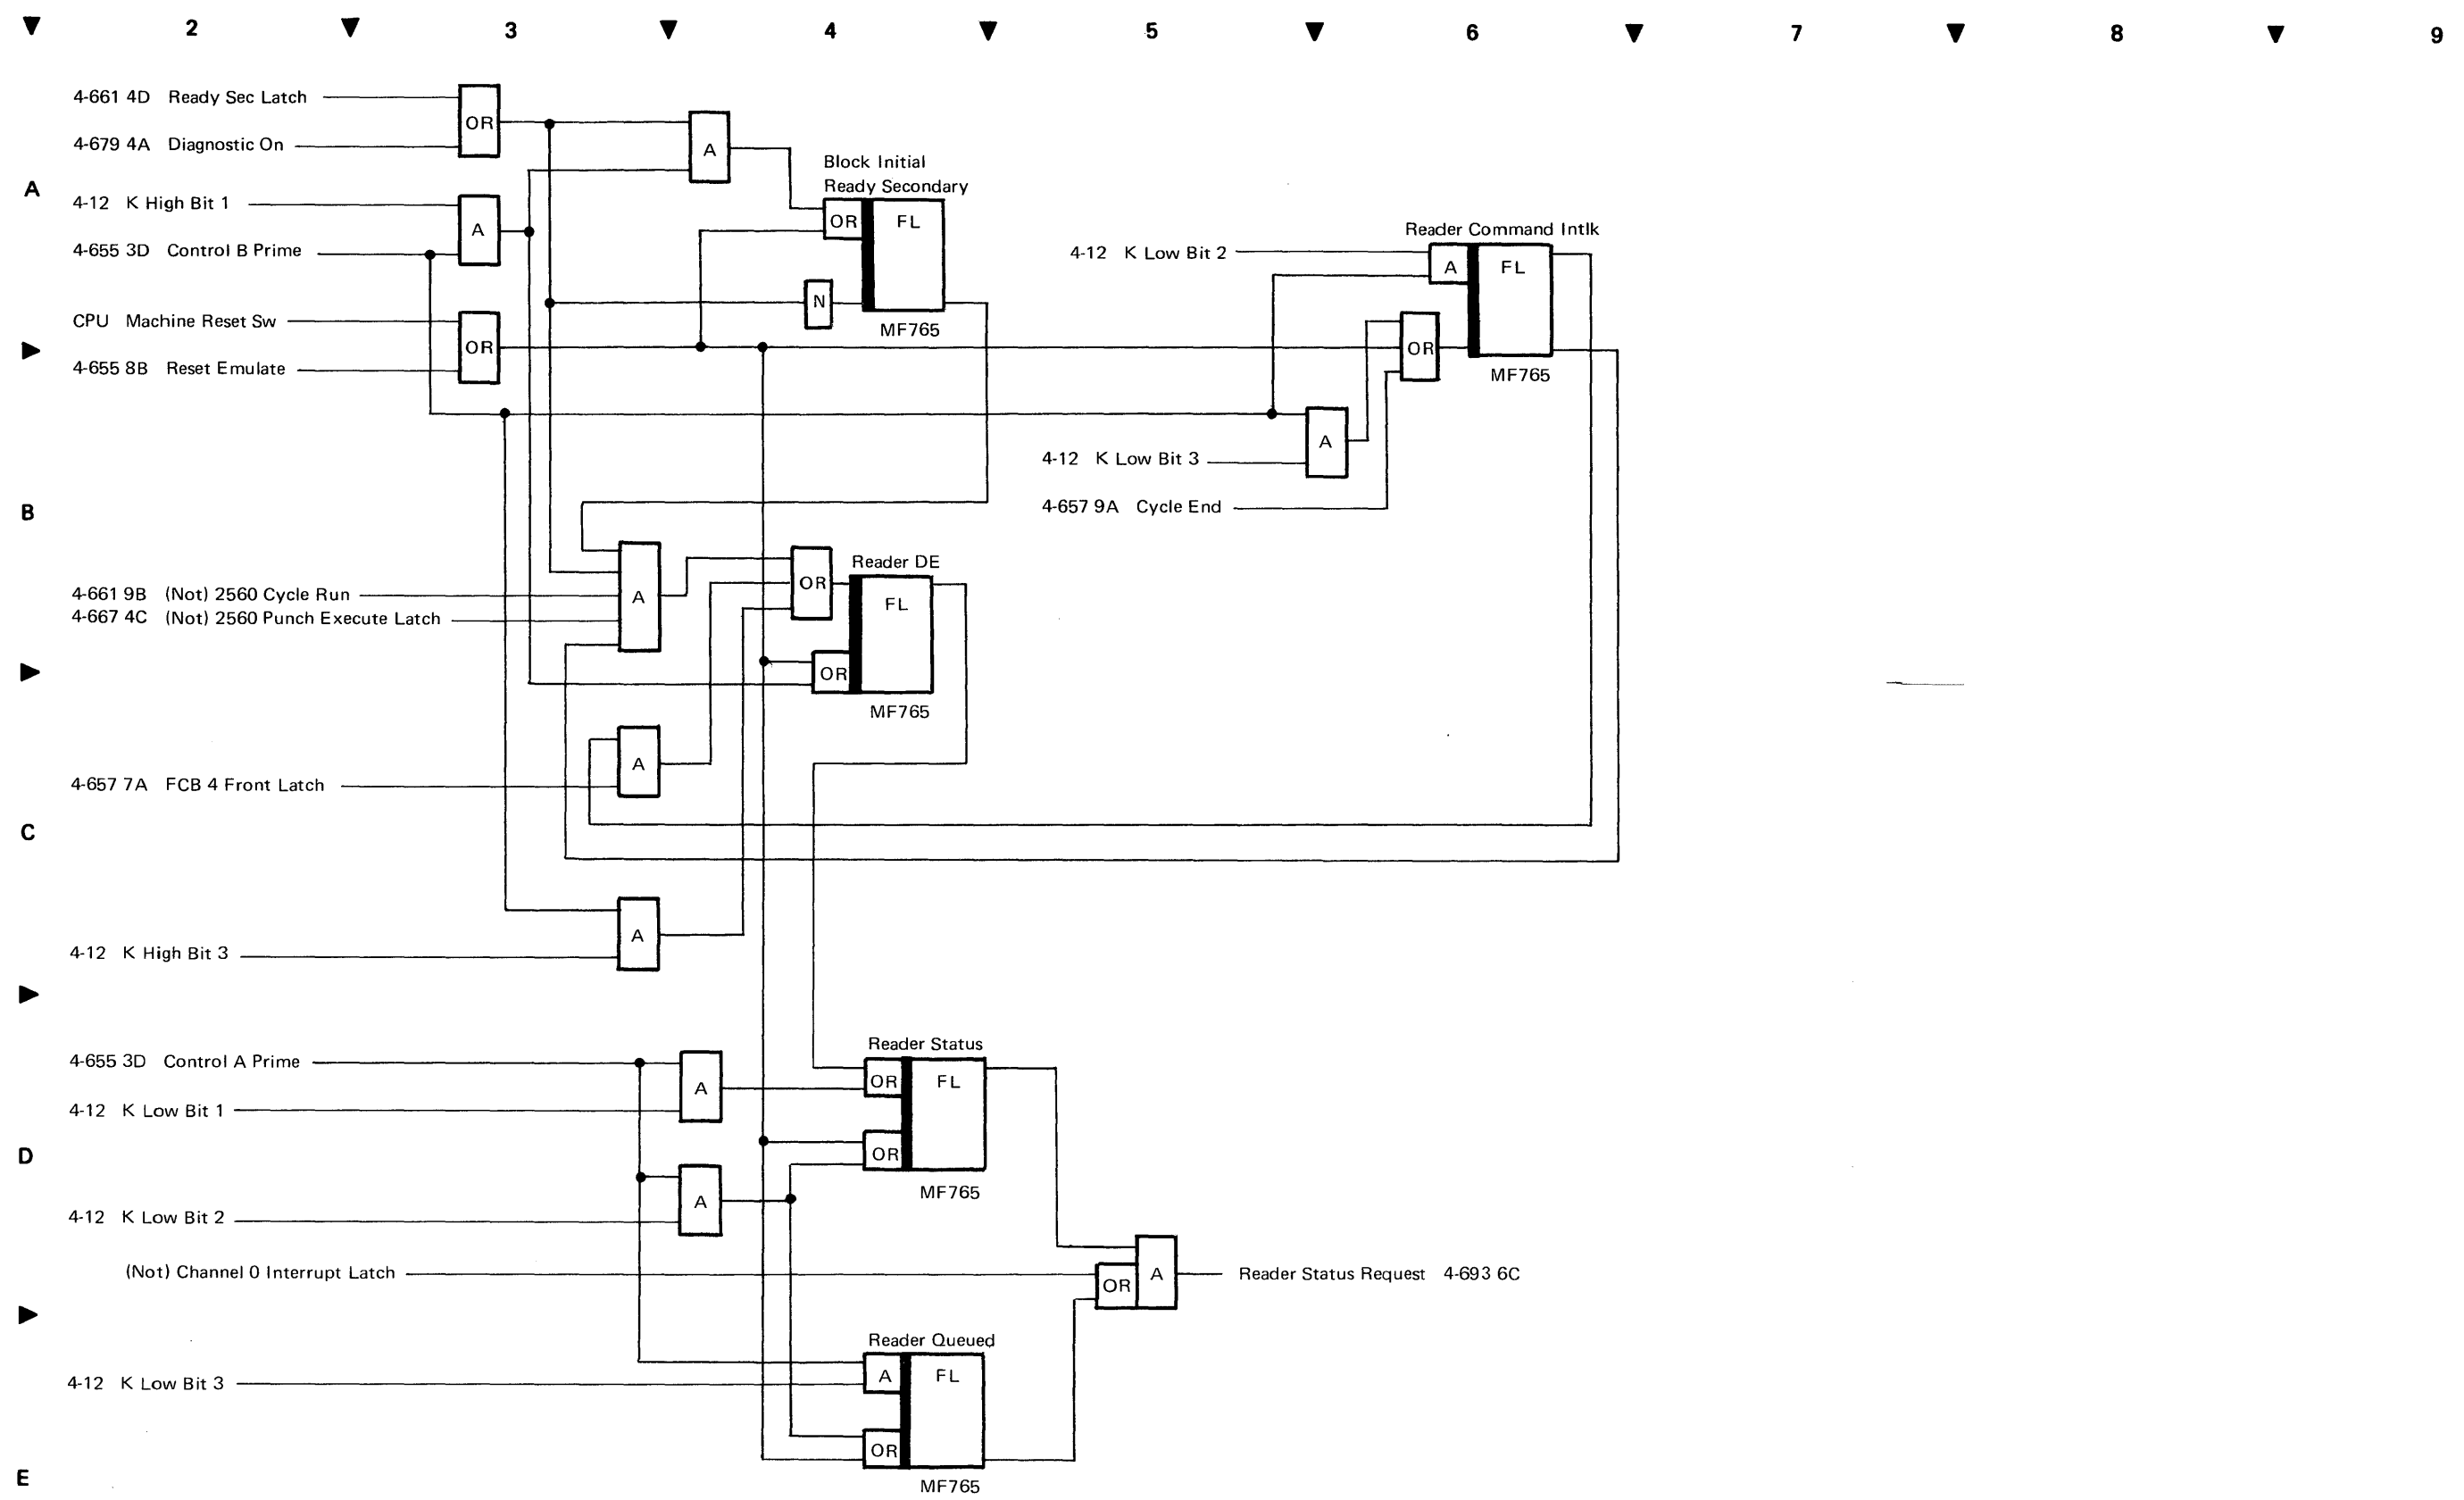 2 3 4 5 6 7 8 9
4-661 4D Ready Sec Latch
OR
4-679 4A Diagnostic On
A
Block Initial
Ready Secondary
A
4-12 K High Bit 1
A
OR FL
Reader Command Intlk
4-655 3D Control B Prime
4-12 K Low Bit 2
A FL
N
CPU Machine Reset Sw
MF765
OR
OR
4-655 8B Reset Emulate
MF765
A
4-12 K Low Bit 3
B
4-657 9A Cycle End
Reader DE
OR
4-661 9B (Not) 2560 Cycle Run
A
FL
4-667 4C (Not) 2560 Punch Execute Latch
OR
MF765
A
4-657 7A FCB 4 Front Latch
C
A
4-12 K High Bit 3
Reader Status
4-655 3D Control A Prime
A
OR FL
4-12 K Low Bit 1
D
OR
MF765
A
4-12 K Low Bit 2
(Not) Channel 0 Interrupt Latch
OR A
Reader Status Request 4-693 6C
Reader Queued
4-12 K Low Bit 3
A FL
OR
E
MF765